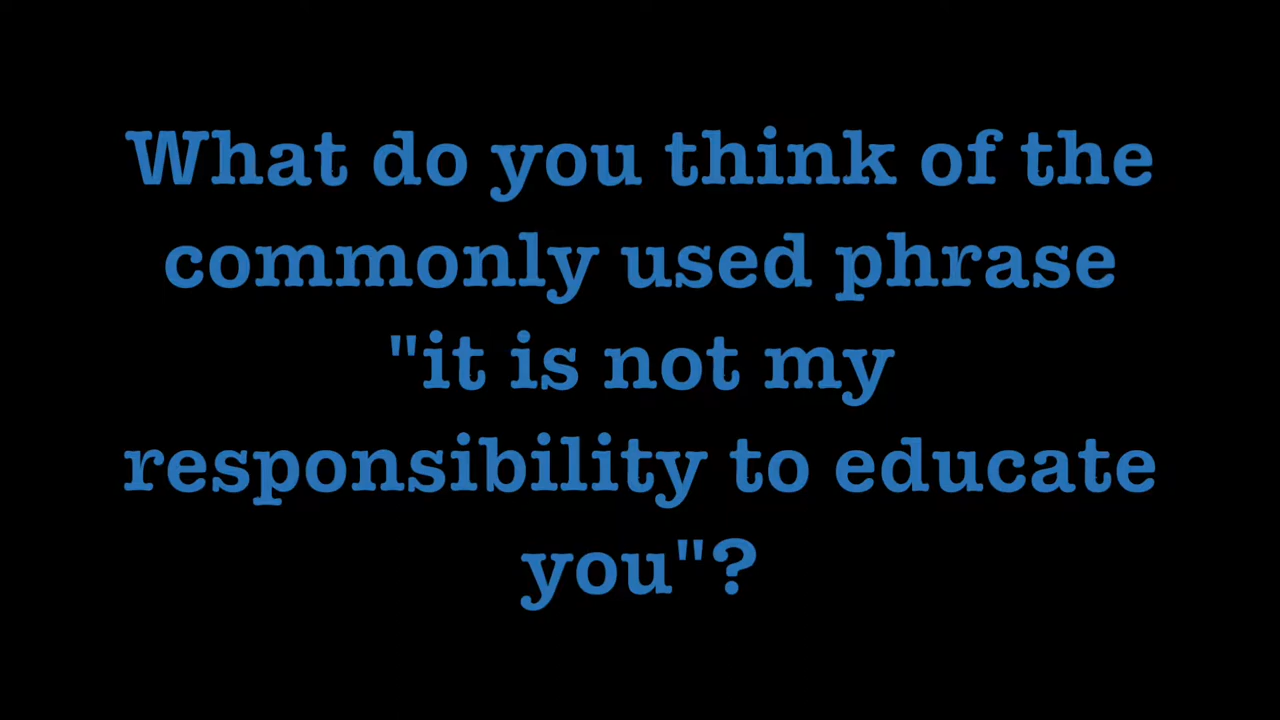 What do you think of the
commonly used phrase
"it is not my
responsibility to educate
you"?